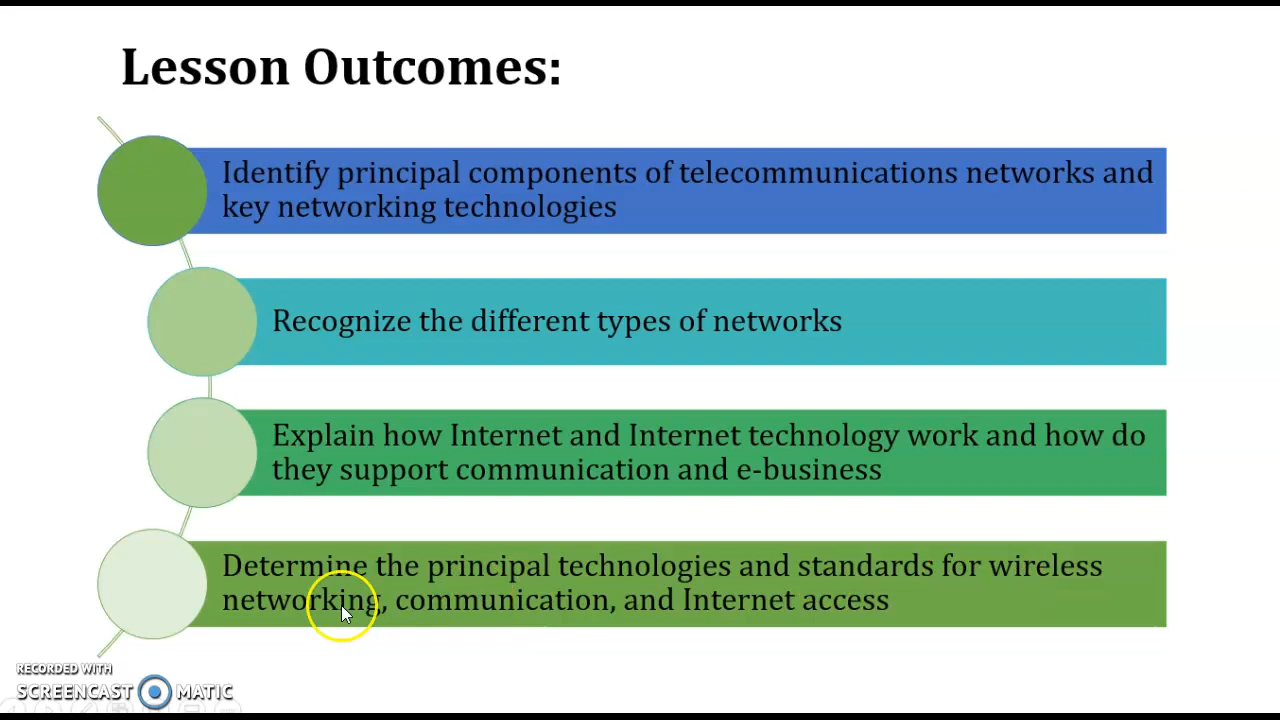 Lesson Outcomes:
Identify principal components of telecommunications networks and
key networking technologies
Recognize the different types of networks
Explain how Internet and Internet technology work and how do
they support communication and e-business
Determine the principal technologies and standards for wireless
networking, communication, and Internet access
RECORDED WITH
SCREENCAST MATIC